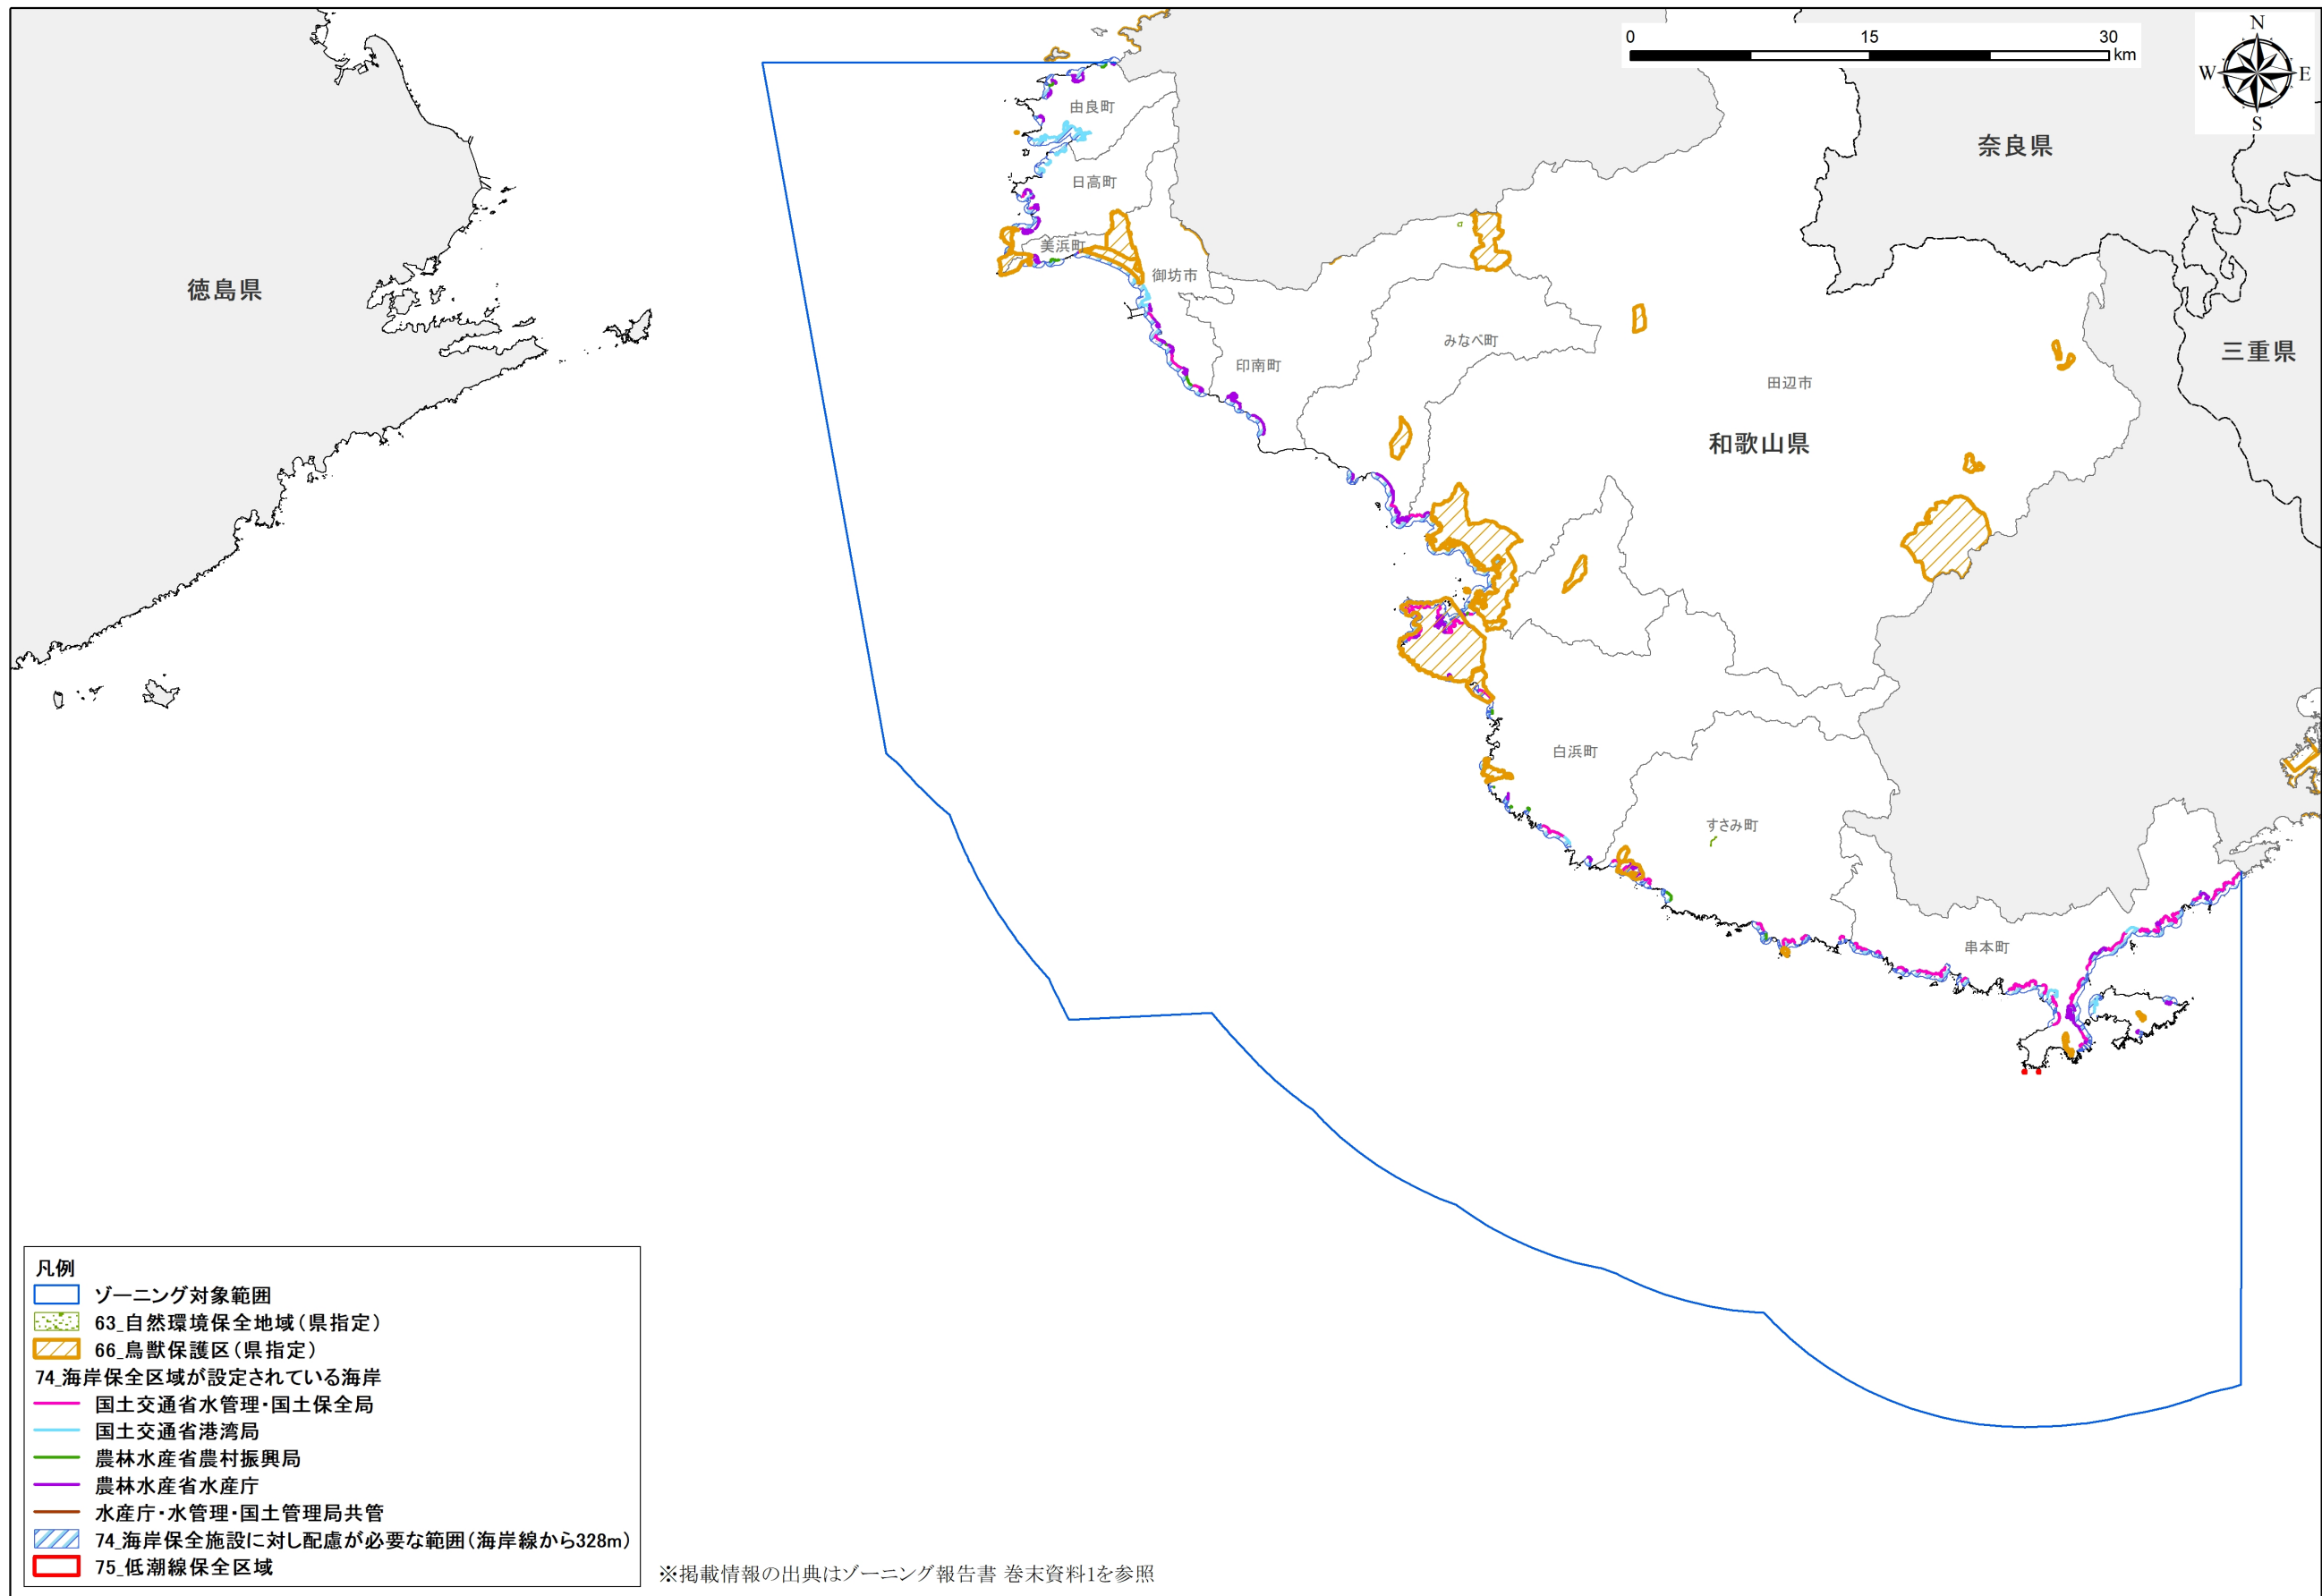 0 15 30
km
N
W E
S
奈良県
由良町
日高町
美浜町
御坊市
徳島県
みなべ町
三重県
印南町
田辺市
和歌山県
白浜町
すさみ町
串本町
凡例
ゾーニング対象範囲
63_自然環境保全地域(県指定)
66_鳥獣保護区(県指定)
74_海岸保全区域が設定されている海岸
国土交通省水管理・国土保全局
国土交通省港湾局
農林水産省農村振興局
農林水産省水産庁
水産庁・水管理・国土管理局共管
74_海岸保全施設に対し配慮が必要な範囲(海岸線から328m)
75_低潮線保全区域
※掲載情報の出典はゾーニング報告書 巻末資料1を参照